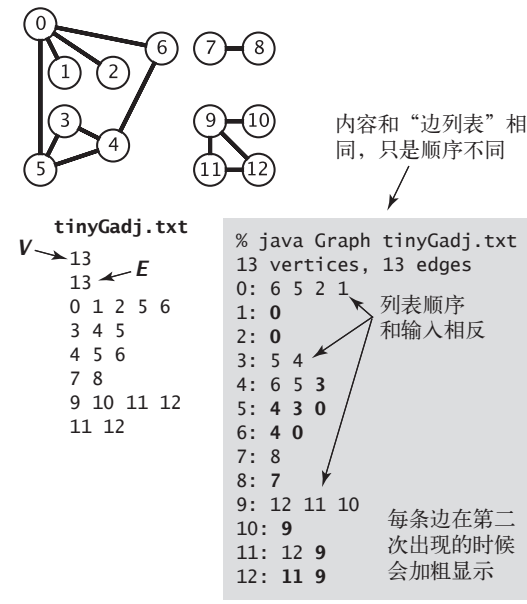 0
6
7
8
1
2
3
4
5
9
10
11
12
内容和“边列表”相
同，只是顺序不同
tinyGadj.txt
V
13
13
E
0 1 2 5 6
3 4 5
4 5 6
7 8
9 10 11 12
11 12
% java Graph tinyGadj.txt
13 vertices, 13 edges
0: 6 5 2 1
1: 0
2: 0
3: 5 4
4: 6 5 3
5: 4 3 0
6: 4 0
7: 8
8: 7
9: 12 11 10
10: 9
11: 12 9
12: 11 9
列表顺序
和输入相反
每条边在第二
次出现的时候
会加粗显示